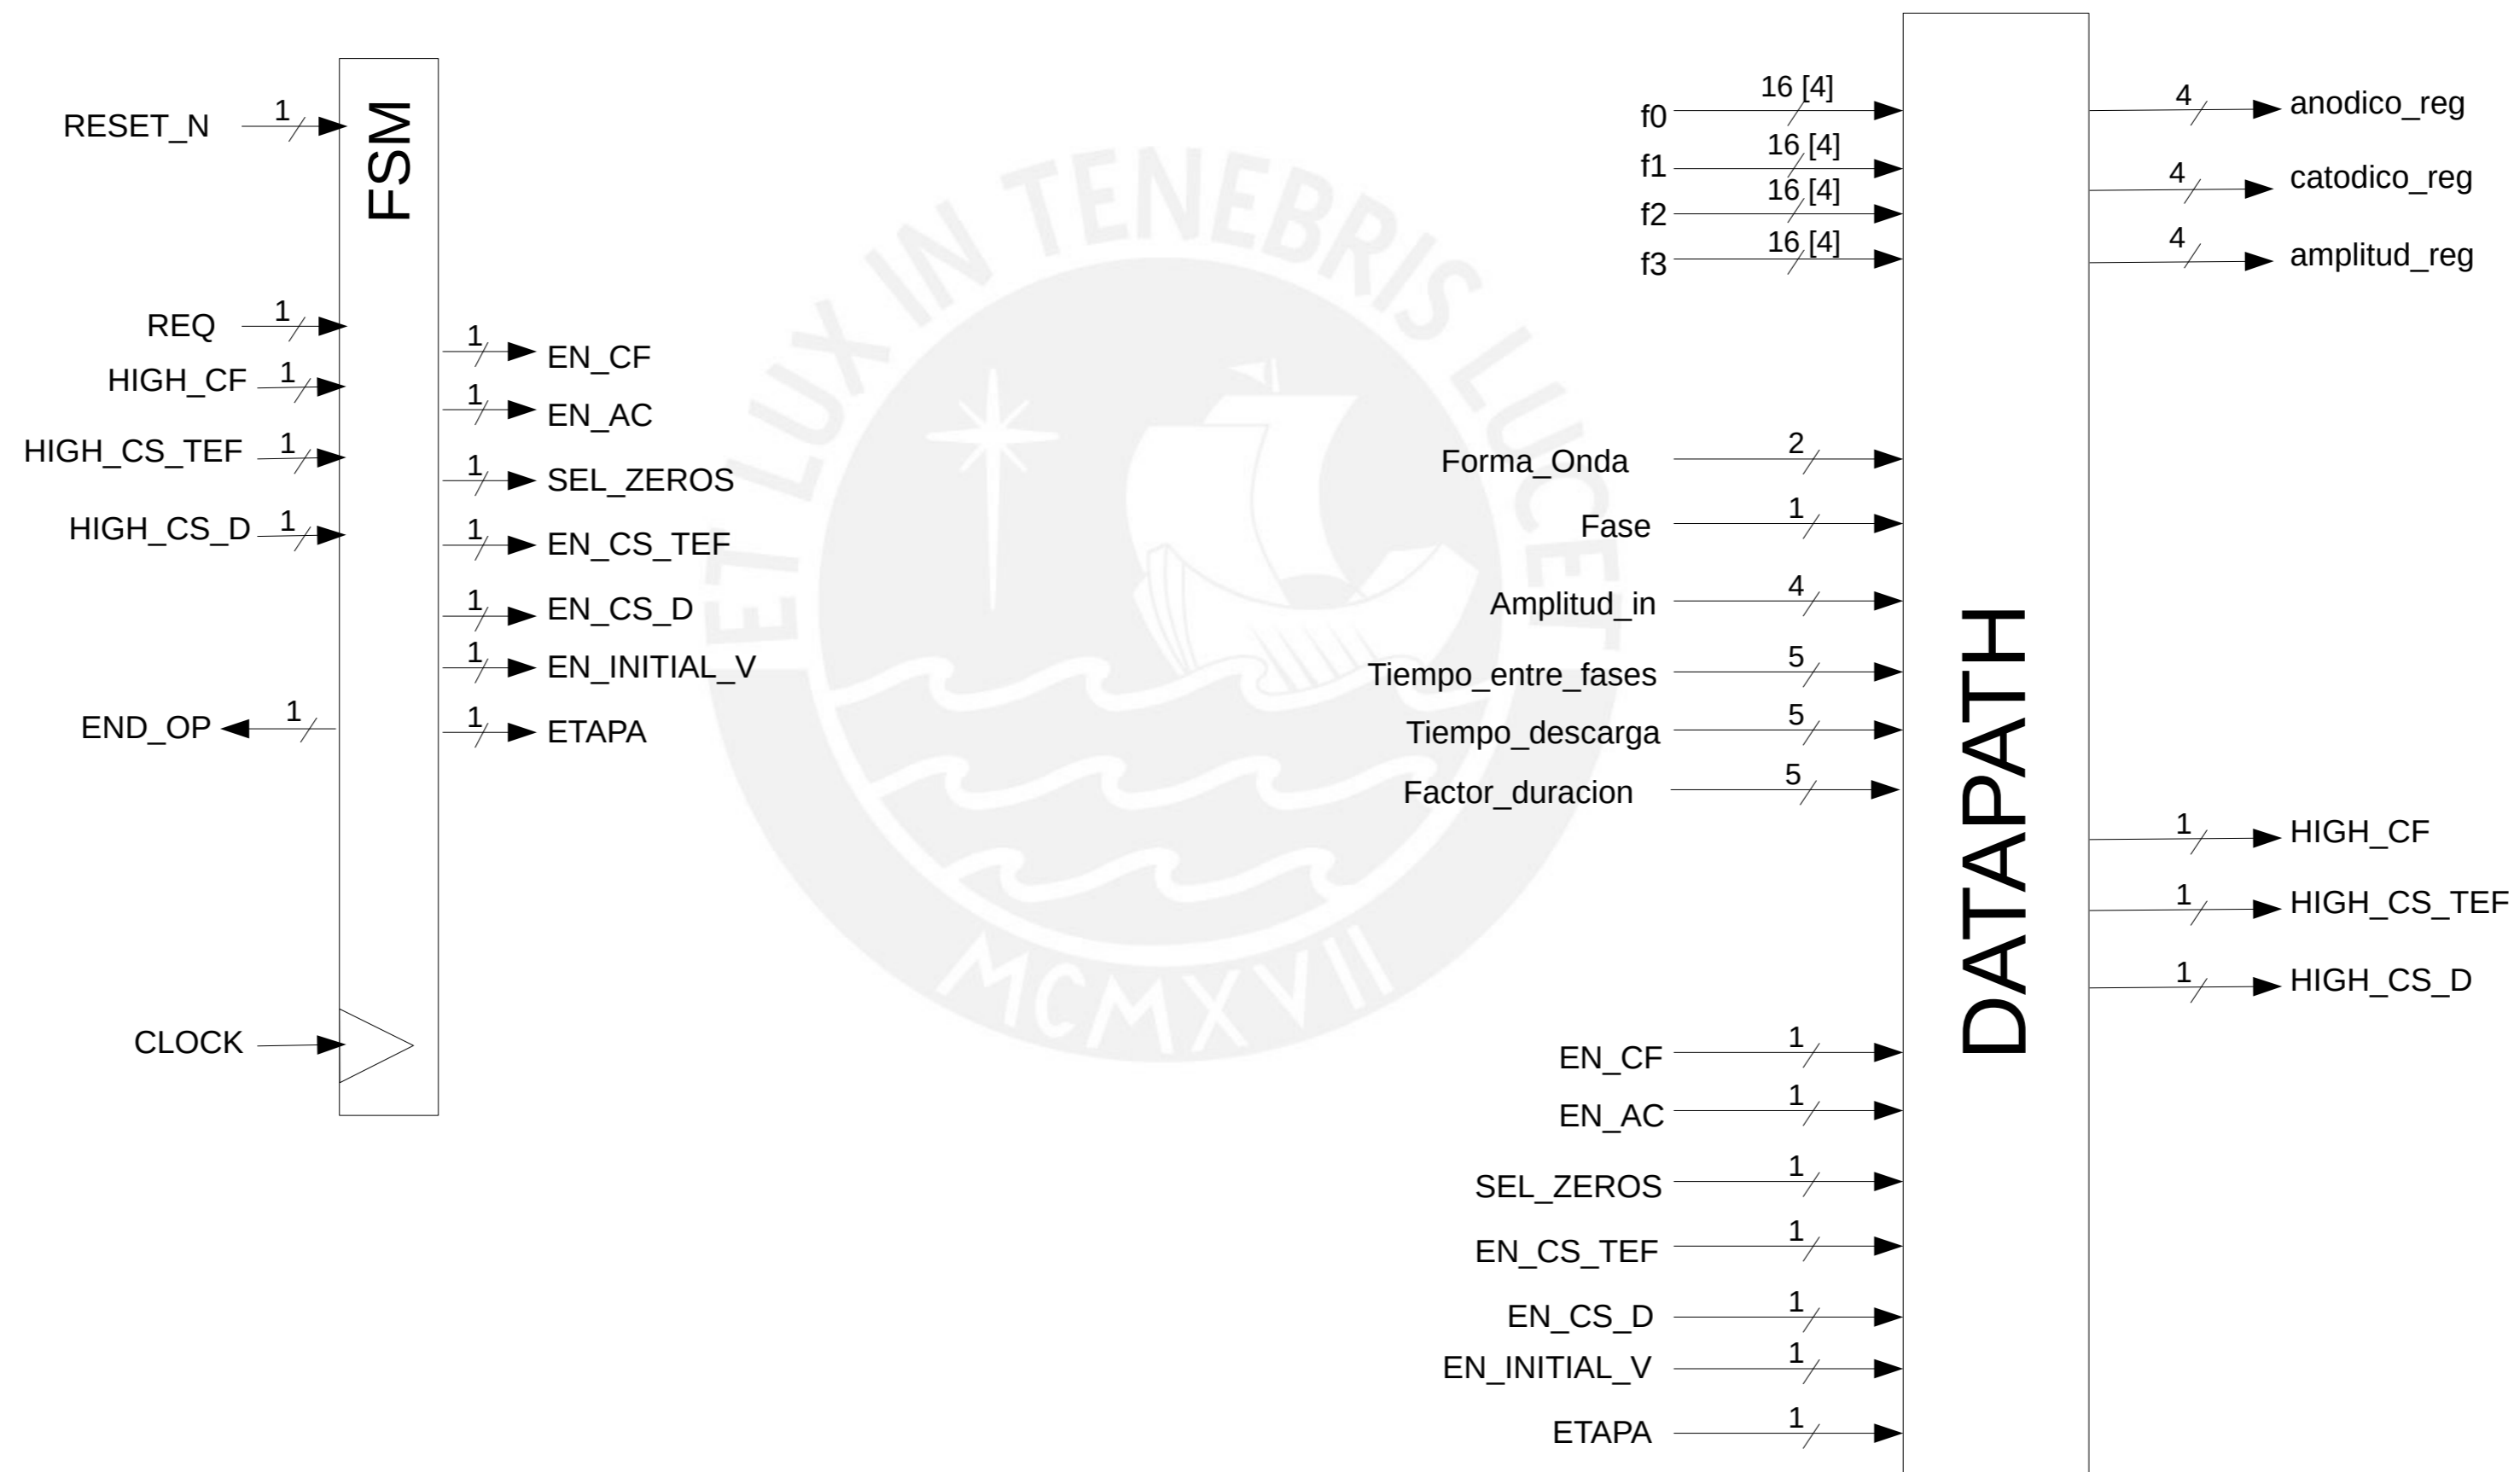 FSM
RESET_N 1
REQ 1
HIGH_CF 1
HIGH_CS_TEF 1
HIGH_CS_D 1
END_OP 1
CLOCK
1 EN_CF
1 EN_AC
1 SEL_ZEROS
1 EN_CS_TEF
1 EN_CS_D
1 EN_INITIAL_V
1 ETAPA
ET LUX IN TENEBRIS LUCET
MCMXVII
DATAPATH
f0 16 [4]
f1 16 [4]
f2 16 [4]
f3 16 [4]
Forma_Onda 2
Fase 1
Amplitud_in 4
Tiempo_entre_fases 5
Tiempo_descarga 5
Factor_duracion 5
EN_CF 1
EN_AC 1
SEL_ZEROS 1
EN_CS_TEF 1
EN_CS_D 1
EN_INITIAL_V 1
ETAPA 1
4 anodico_reg
4 catodico_reg
4 amplitud_reg
1 HIGH_CF
1 HIGH_CS_TEF
1 HIGH_CS_D